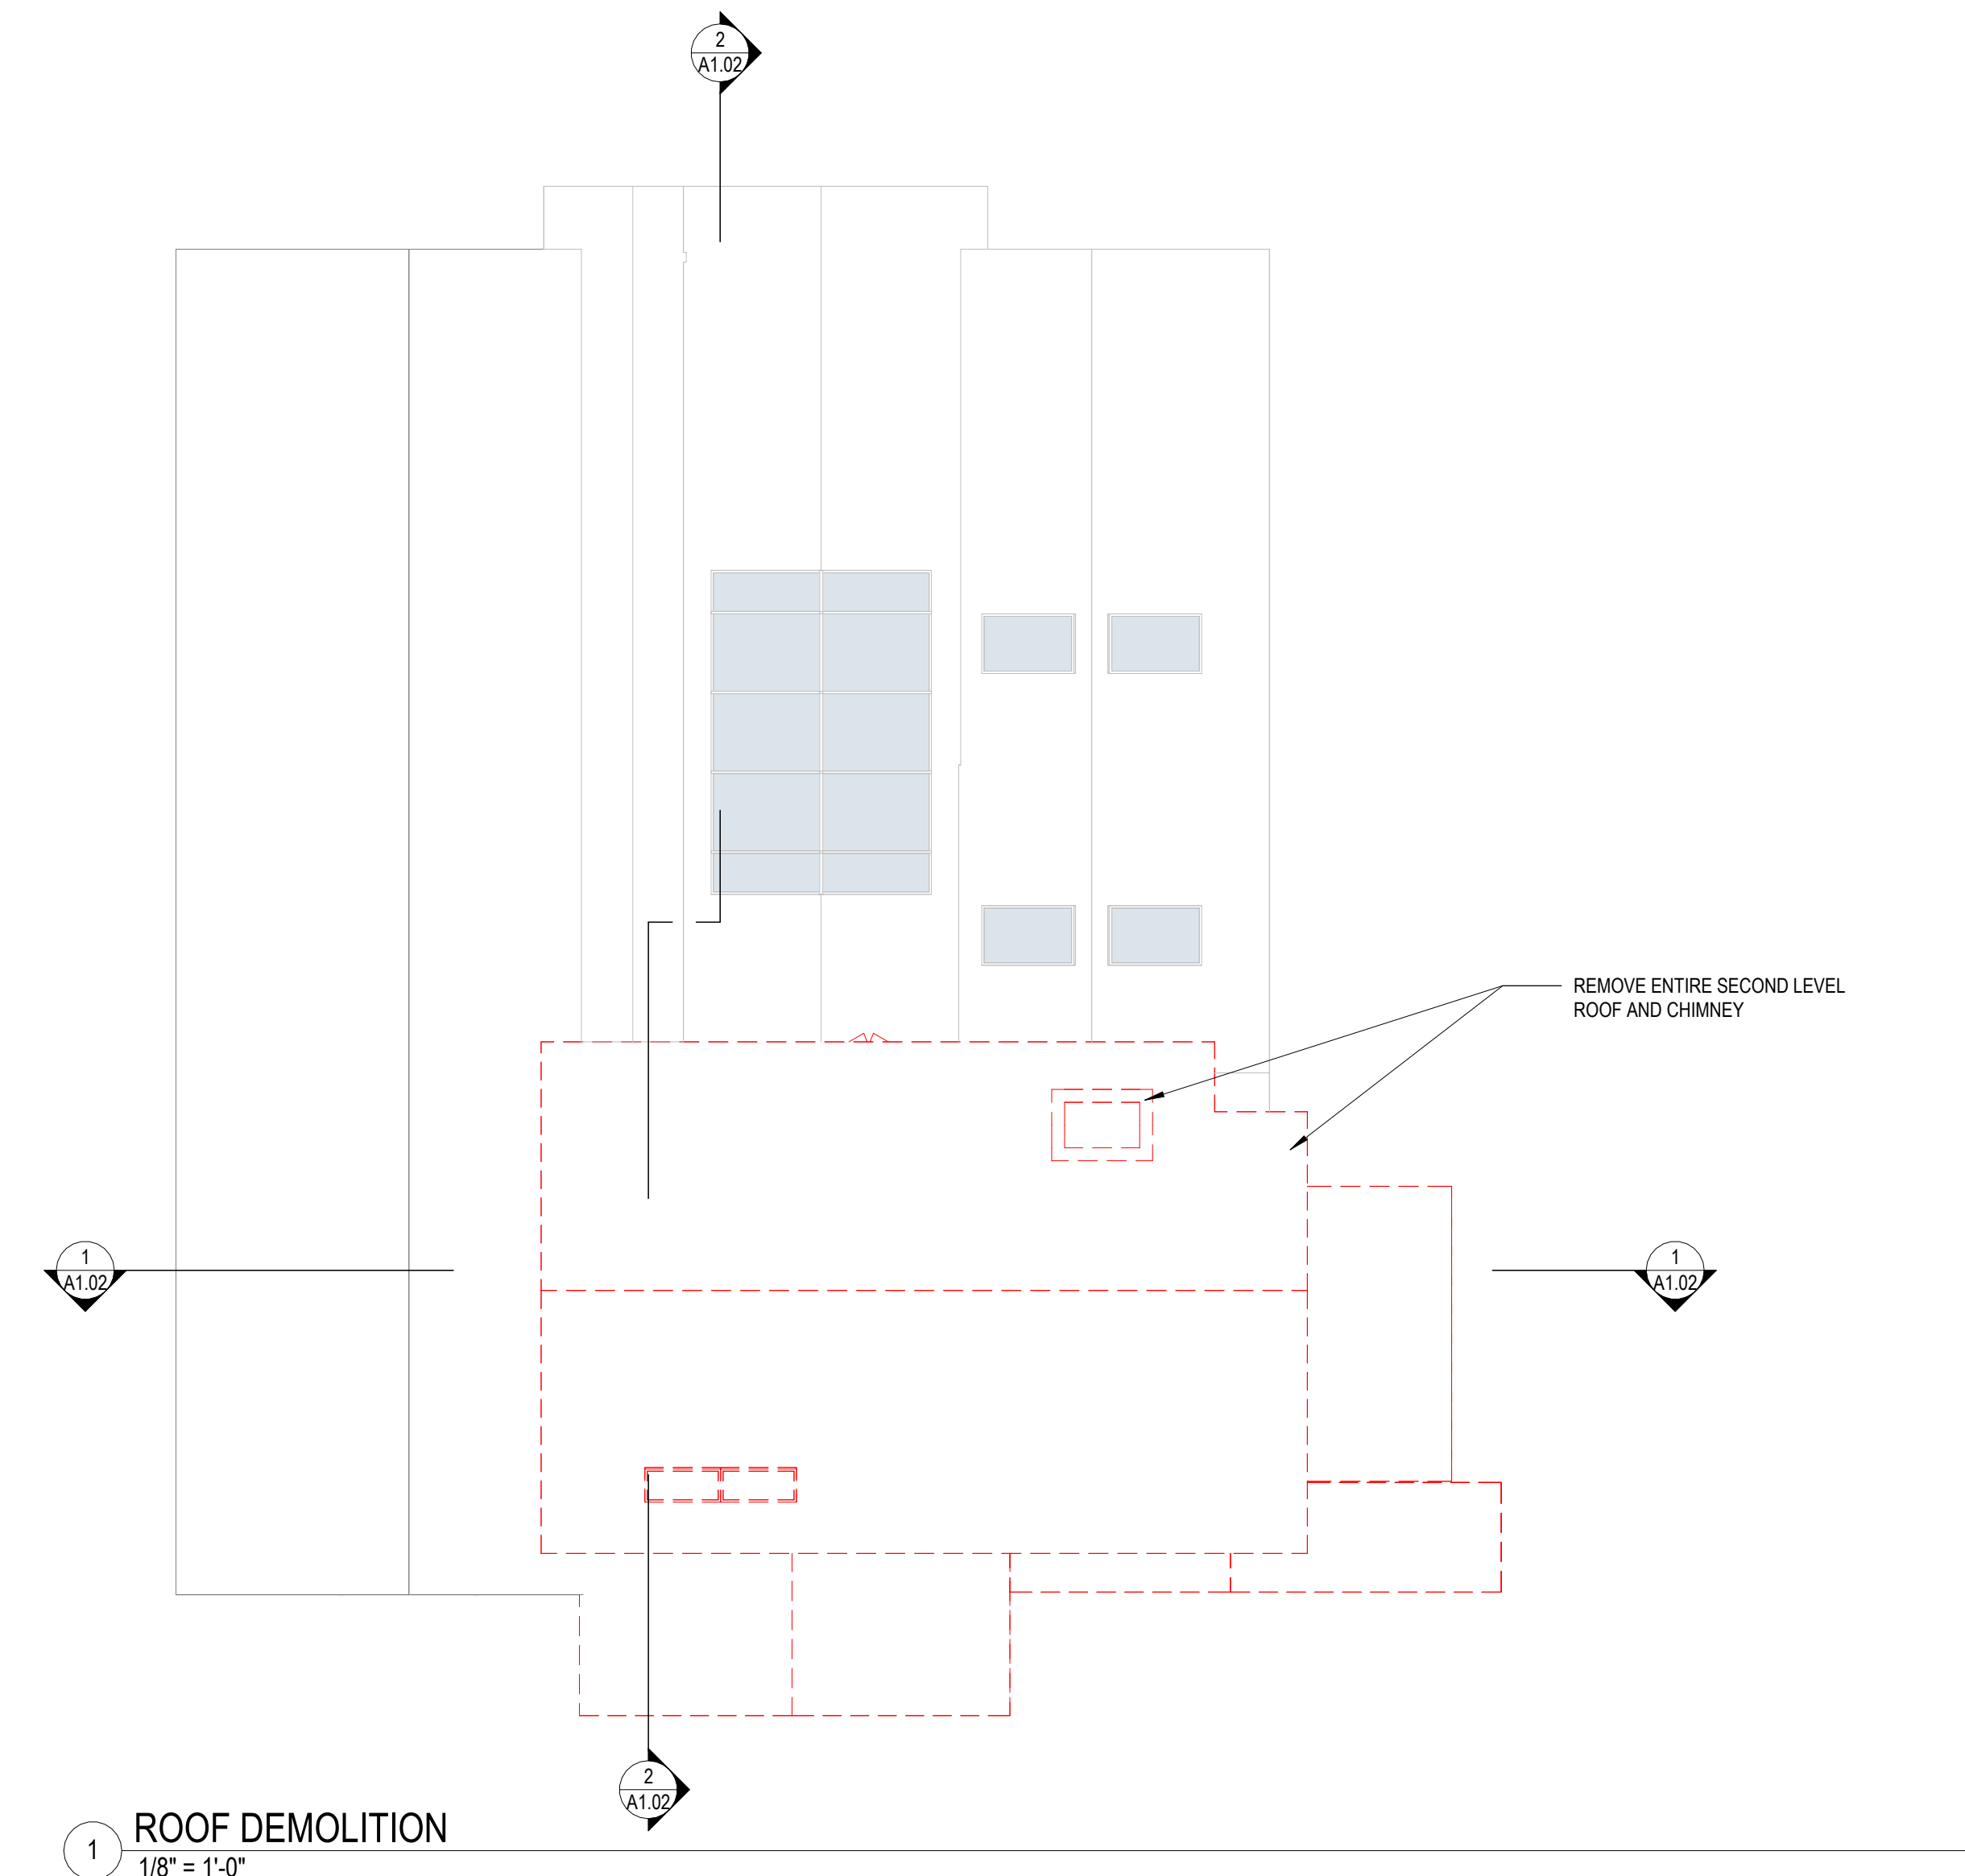 2
A1.02
REMOVE ENTIRE SECOND LEVEL
ROOF AND CHIMNEY
1
A1.02
1
A1.02
2
A1.02
1
ROOF DEMOLITION
1/8" = 1'-0"